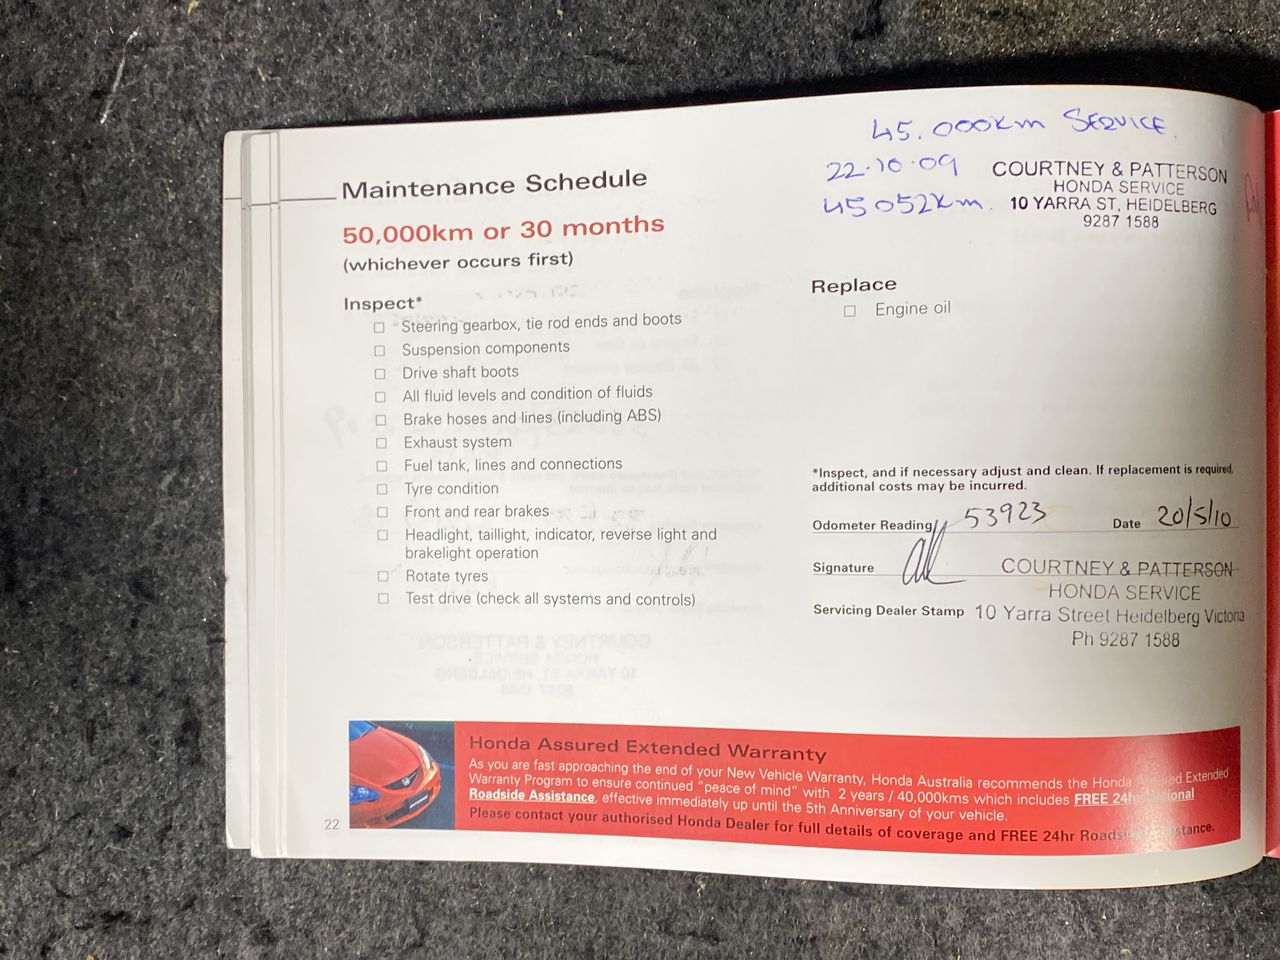 45.000km SERVICE.
22.10.09
45052km.
COURTNEY & PATTERSON
HONDA SERVICE
10 YARRA ST, HEIDELBERG
9287 1588
Maintenance Schedule
50,000km or 30 months
(whichever occurs first)
Inspect*
Steering gearbox, tie rod ends and boots
Suspension components
Drive shaft boots
All fluid levels and condition of fluids
Brake hoses and lines (including ABS)
Exhaust system
Fuel tank, lines and connections
Tyre condition
Front and rear brakes
Headlight, taillight, indicator, reverse light and
brakelight operation
Rotate tyres
Test drive (check all systems and controls)
Replace
Engine oil
*Inspect, and if necessary adjust and clean. If replacement is required,
additional costs may be incurred.
Odometer Reading 53923 Date 20/5/10
Signature
Servicing Dealer Stamp
COURTNEY & PATTERSON
HONDA SERVICE
10 Yarra Street Heidelberg Victoria
Ph 9287 1588
Honda Assured Extended Warranty
As you are fast approaching the end of your New Vehicle Warranty, Honda Australia recommends the Honda Extended
Warranty Program to ensure continued "peace of mind" with 2 years / 40,000kms which includes FREE 24hr
Roadside Assistance, effective immediately up until the 5th Anniversary of your vehicle.
Please contact your authorised Honda Dealer for full details of coverage and FREE 24hr
22